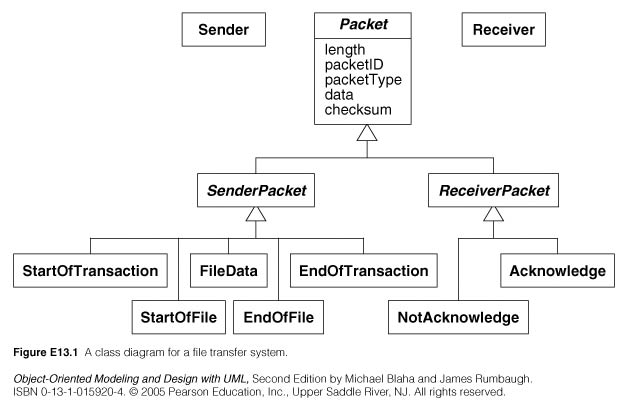 Sender
Packet
Receiver
length
packetID
packetType
data
checksum
SenderPacket
ReceiverPacket
StartOfTransaction
FileData
EndOfTransaction
Acknowledge
StartOfFile
EndOfFile
NotAcknowledge
Figure E13.1 A class diagram for a file transfer system.
Object-Oriented Modeling and Design with UML, Second Edition by Michael Blaha and James Rumbaugh.
ISBN 0-13-1-015920-4. © 2005 Pearson Education, Inc., Upper Saddle River, NJ. All rights reserved.